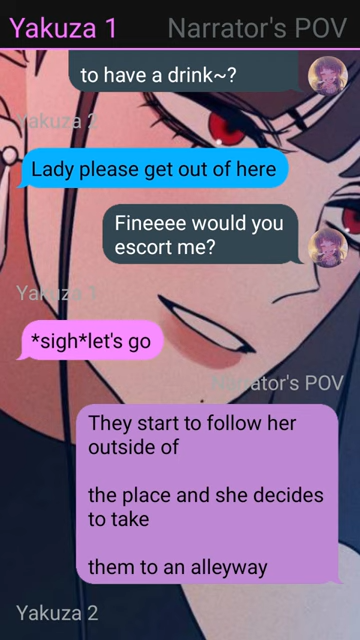 Yakuza 1 Narrator's POV
to have a drink~?
Yakuza 2
Lady please get out of here
Fineeee would you
escort me?
Yakuza 1
*sigh*let's go
Narrator's POV
They start to follow her
outside of
the place and she decides
to take
them to an alleyway
Yakuza 2